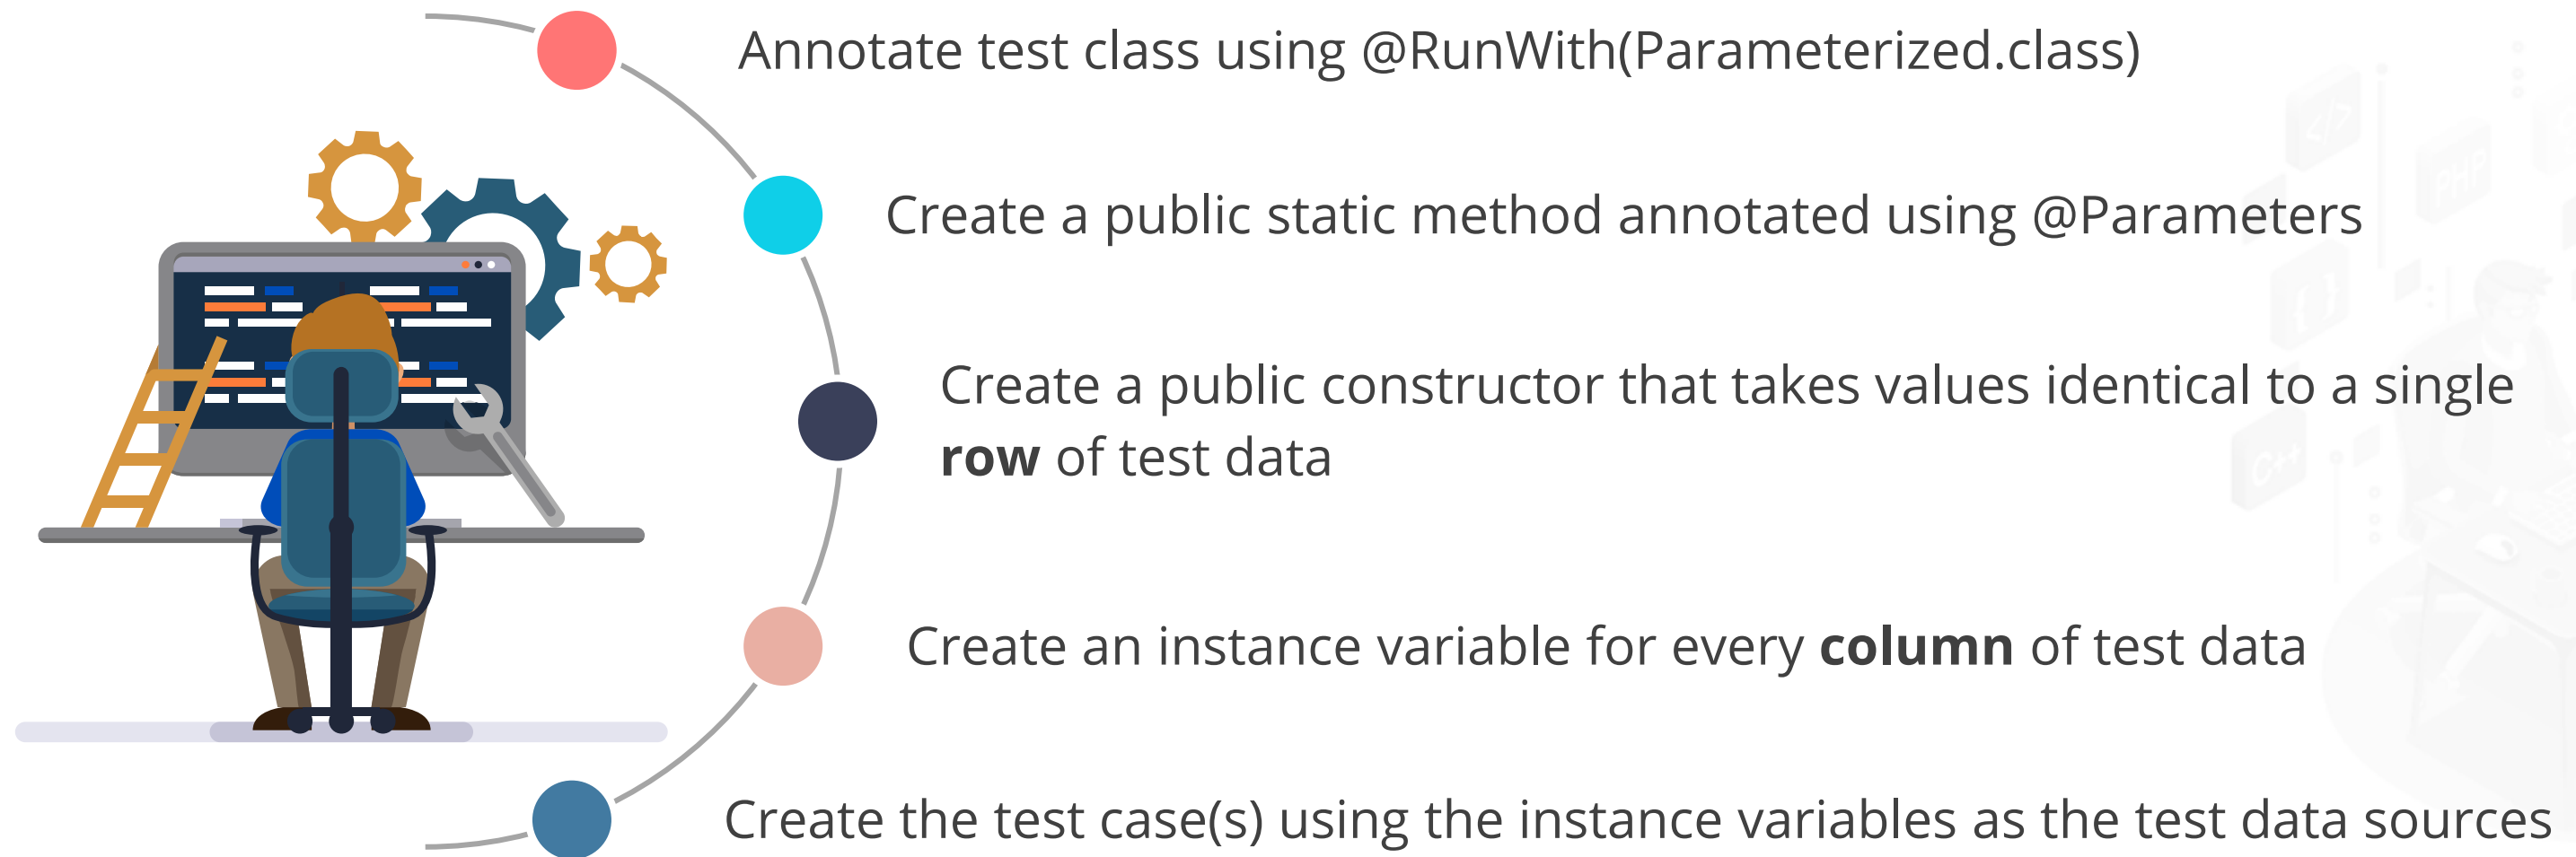 Annotate test class using @RunWith(Parameterized.class)
Create a public static method annotated using @Parameters
Create a public constructor that takes values identical to a single
row of test data
Create an instance variable for every column of test data
Create the test case(s) using the instance variables as the test data sources
</>
PHP
{ }
C++